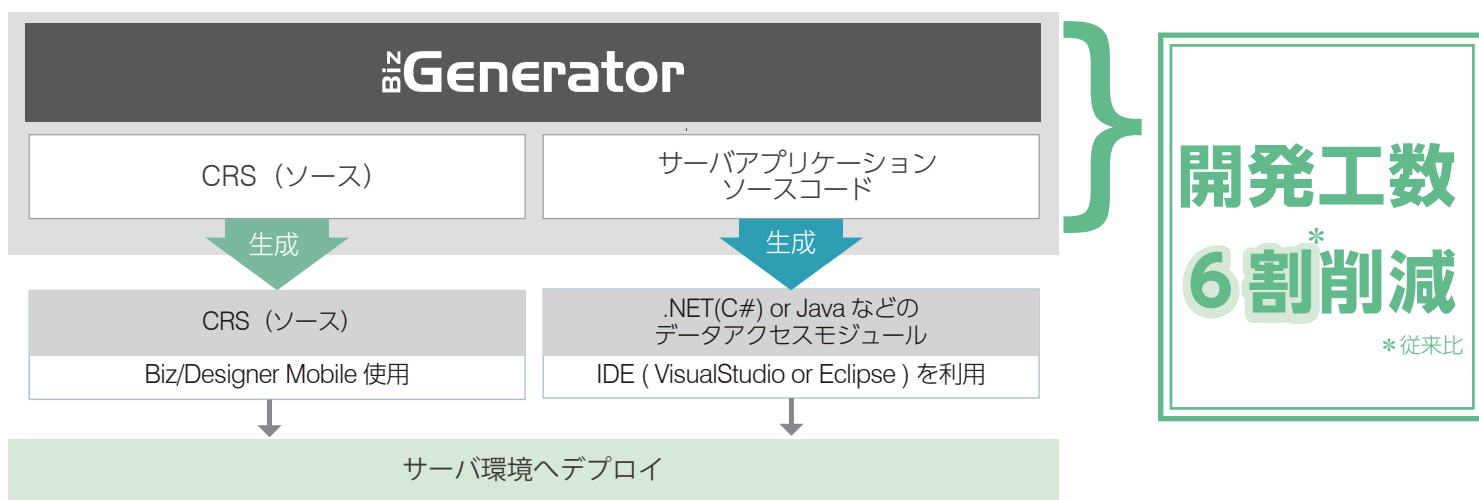 Biz Generator
CRS（ソース）
サーバアプリケーション
ソースコード
生成
生成
CRS（ソース）
Biz/Designer Mobile 使用
.NET(C#) or Java などの
データアクセスモジュール
IDE ( VisualStudio or Eclipse ) を利用
サーバ環境へデプロイ
開発工数
6割*削減
＊従来比